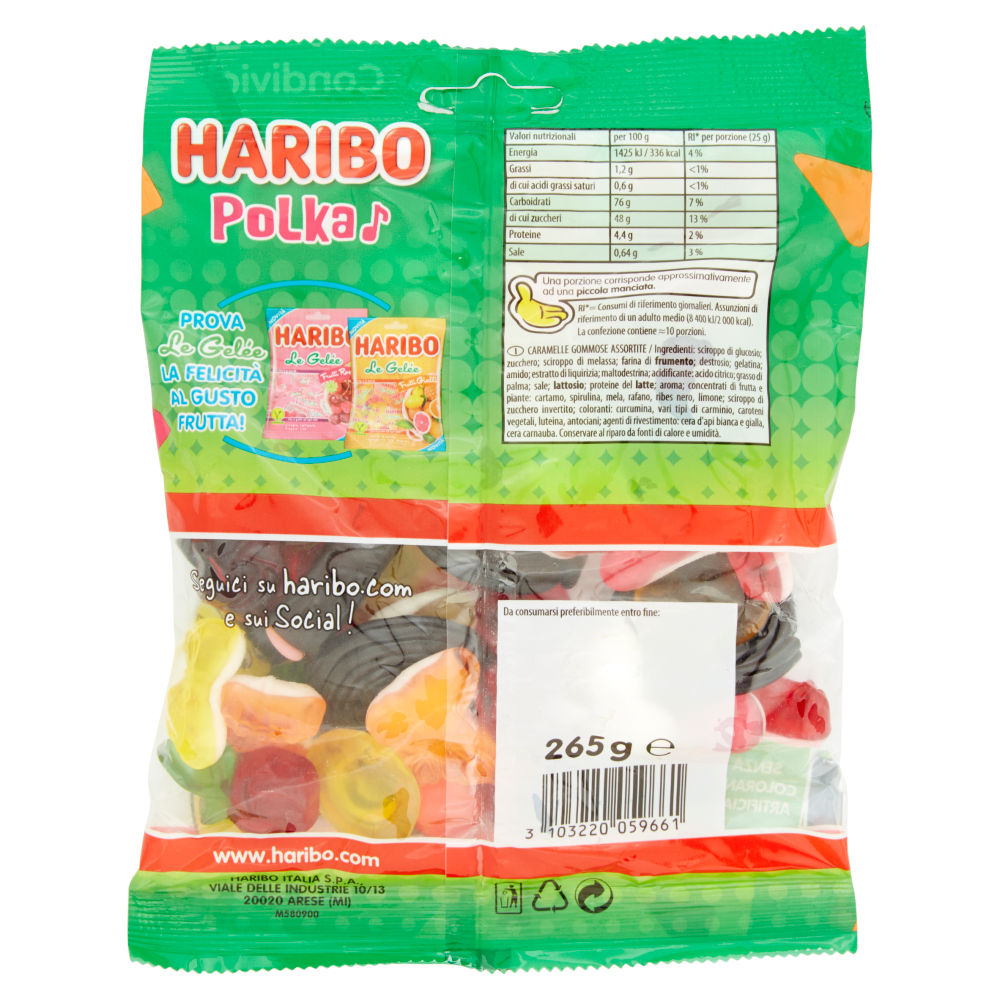 Condivid
HARIBO
Polka
PROVA
Le Gelée
LA FELICITÀ
AL GUSTO
FRUTTA!
HARIBO
Le Gelée
HARIBO
Le Gelée
Valori nutrizionali per 100 g RI* per porzione (25 g)
Energia 1425 kJ / 336 kcal 4 %
Grassi 1,2 g <1%
di cui acidi grassi saturi 0,6 g <1%
Carboidrati 76 g 7 %
di cui zuccheri 48 g 13 %
Proteine 4,4 g 2 %
Sale 0,64 g 3 %
Una porzione corrisponde approssimativamente
ad una piccola manciata.
RI*= Consumi di riferimento giornalieri. Assunzioni di
riferimento di un adulto medio (8 400 kJ/2 000 kcal).
La confezione contiene ≈10 porzioni.
I CARAMELLE GOMMOSE ASSORTITE / Ingredienti: sciroppo di glucosio;
zucchero; sciroppo di melassa; farina di frumento; destrosio; gelatina;
amido; estratto di liquirizia; maltodestrina; acidificante: acido citrico; grasso di
palma; sale; lattosio; proteine del latte; aroma; concentrati di frutta e
piante: cartamo, spirulina, mela, rafano, ribes nero, limone; sciroppo di
zucchero invertito; coloranti: curcumina, vari tipi di carminio, caroteni
vegetali, luteina, antociani; agenti di rivestimento: cera d'api bianca e gialla,
cera carnauba. Conservare al riparo da fonti di calore e umidità.
Seguici su haribo.com
e sui Social!
Da consumarsi preferibilmente entro fine:
265 g e
3 103220 059661
SENZA
COLORAN
ARTIFICIA
www.haribo.com
HARIBO ITALIA S.P.A.,
VIALE DELLE INDUSTRIE 10/13
20020 ARESE (MI)
M580900